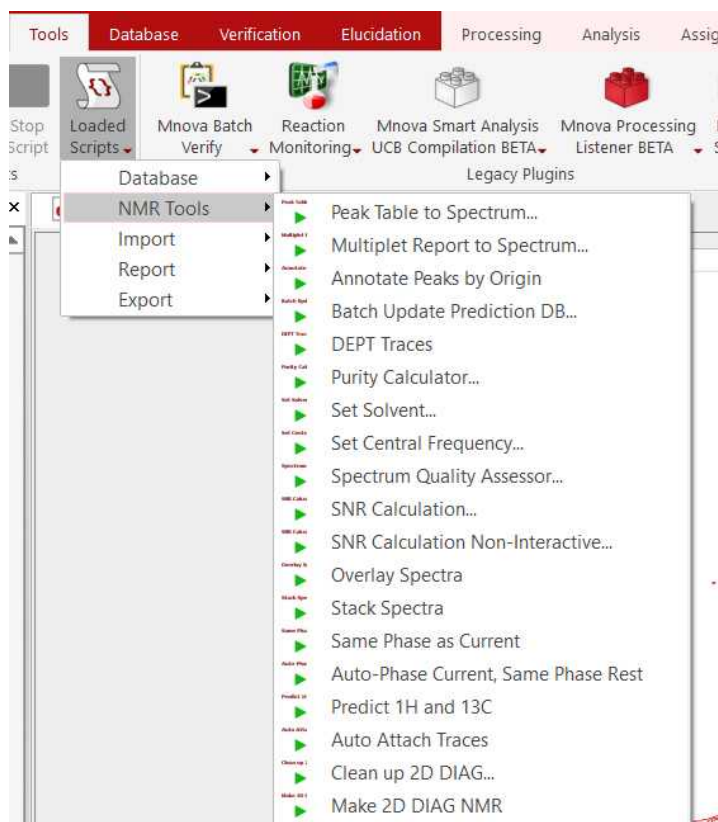 Tools Database Verification Elucidation Processing Analysis Assig
Stop Loaded Mnova Batch Reaction Mnova Smart Analysis Mnova Processing
Script Scripts Verify Monitoring UCB Compilation BETA Listener BETA S
s Legacy Plugins
Database
NMR Tools
Import
Report
Export
Peak Table to Spectrum...
Multiplet Report to Spectrum...
Annotate Peaks by Origin
Batch Update Prediction DB...
DEPT Traces
Purity Calculator...
Set Solvent...
Set Central Frequency...
Spectrum Quality Assessor...
SNR Calculation...
SNR Calculation Non-Interactive...
Overlay Spectra
Stack Spectra
Same Phase as Current
Auto-Phase Current, Same Phase Rest
Predict 1H and 13C
Auto Attach Traces
Clean up 2D DIAG...
Make 2D DIAG NMR